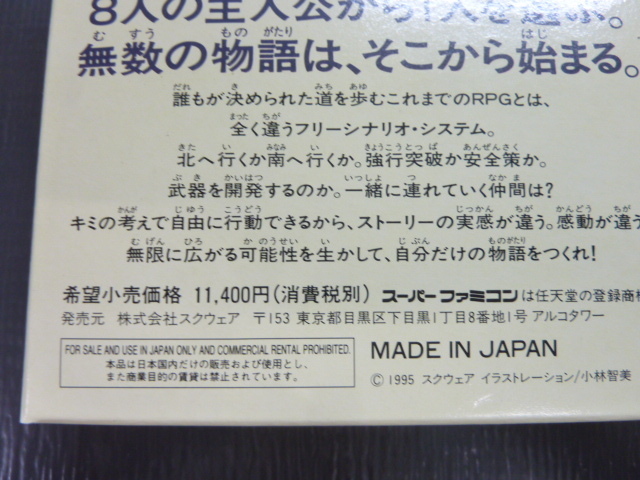 8人の主人公から1人を選ぶ。
無数の物語は、そこから始まる。
誰もが決められた道を歩むこれまでのRPGとは、
全く違うフリーシナリオ・システム。
北へ行くか南へ行くか。強行突破か安全策か。
武器を開発するのか。一緒に連れていく仲間は?
キミの考えで自由に行動できるから、ストーリーの実感が違う。感動が違う
無限に広がる可能性を生かして、自分だけの物語をつくれ!
希望小売価格 11,400円(消費税別) スーパーファミコンは任天堂の登録商標
発売元 株式会社スクウェア 〒153 東京都目黒区下目黒1丁目8番地1号 アルコタワー
FOR SALE AND USE IN JAPAN ONLY AND COMMERCIAL RENTAL PROHIBITED.
本品は日本国内だけの販売および使用とし、
また商業目的の賃貸は禁止されています。
MADE IN JAPAN
© 1995 スクウェア イラストレーション/小林智美